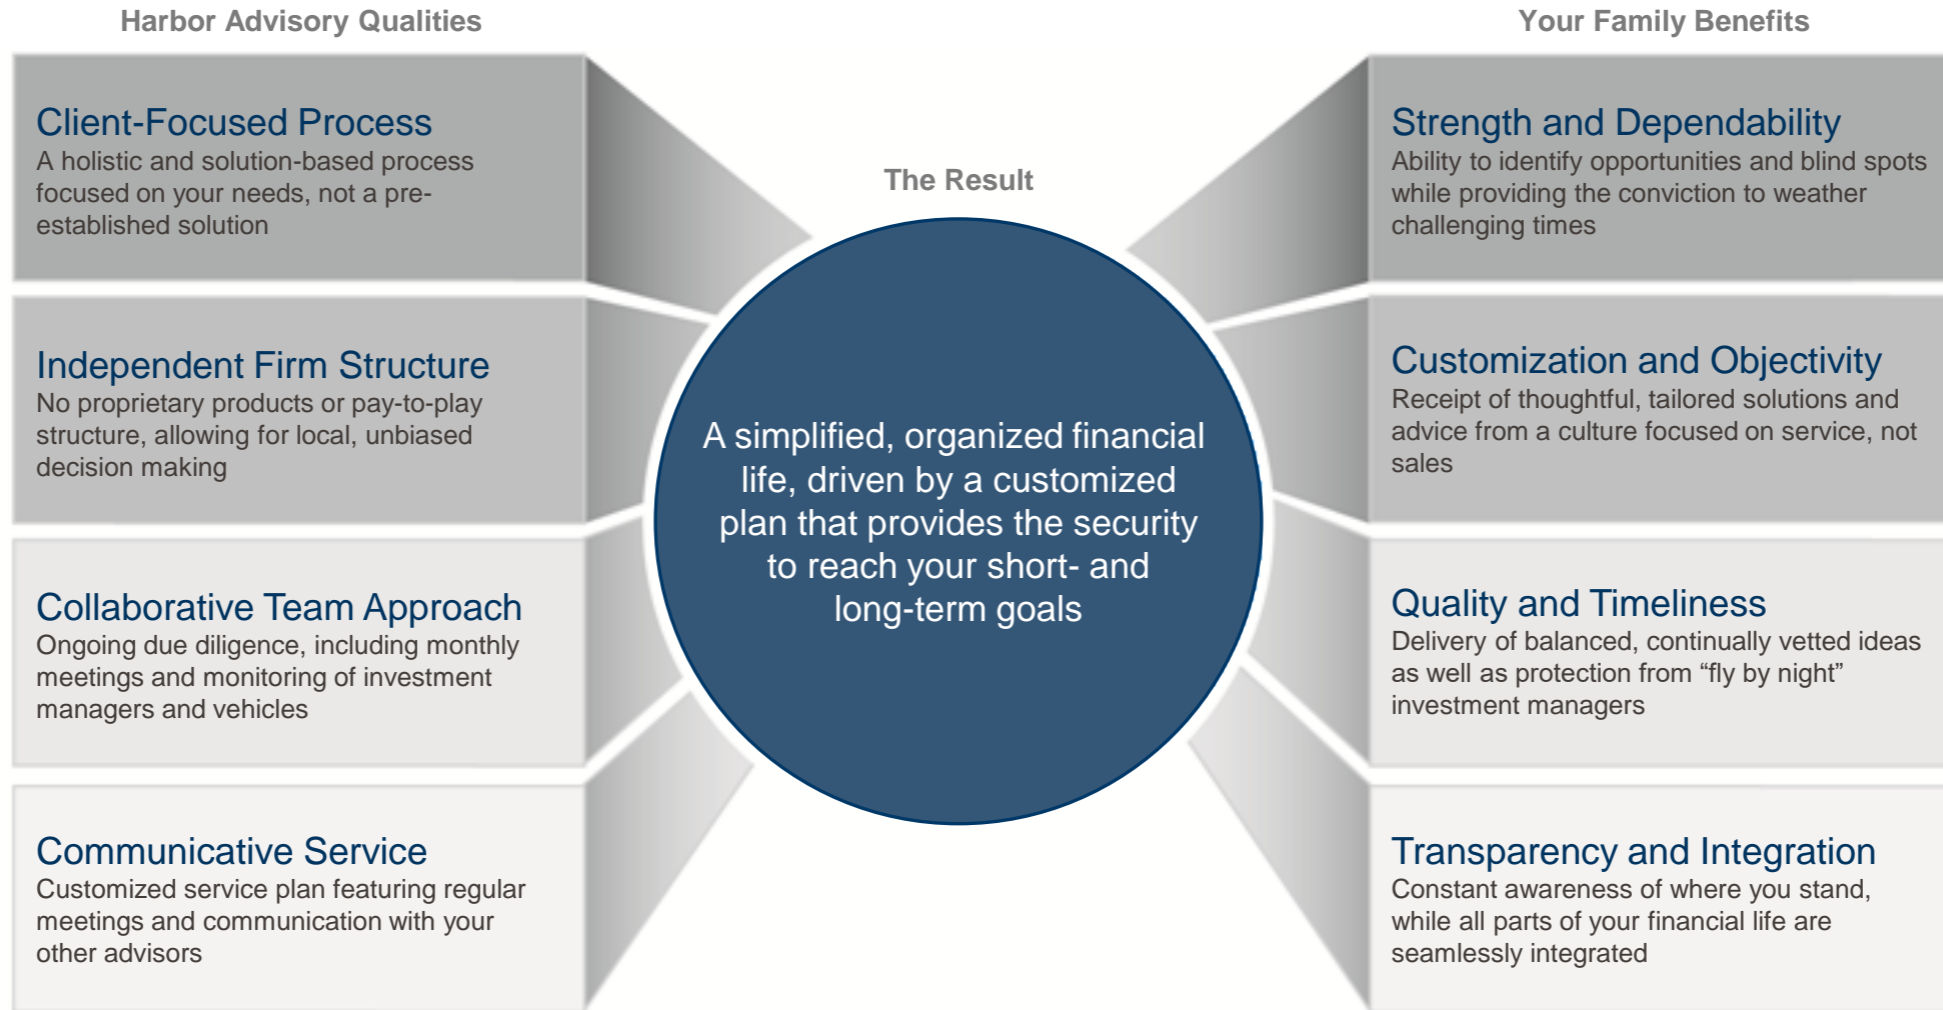 Harbor Advisory Qualities
Client-Focused Process
A holistic and solution-based process
focused on your needs, not a pre-
established solution
Independent Firm Structure
No proprietary products or pay-to-play
structure, allowing for local, unbiased
decision making
Collaborative Team Approach
Ongoing due diligence, including monthly
meetings and monitoring of investment
managers and vehicles
Communicative Service
Customized service plan featuring regular
meetings and communication with your
other advisors
The Result
A simplified, organized financial
life, driven by a customized
plan that provides the security
to reach your short- and
long-term goals
Your Family Benefits
Strength and Dependability
Ability to identify opportunities and blind spots
while providing the conviction to weather
challenging times
Customization and Objectivity
Receipt of thoughtful, tailored solutions and
advice from a culture focused on service, not
sales
Quality and Timeliness
Delivery of balanced, continually vetted ideas
as well as protection from “fly by night”
investment managers
Transparency and Integration
Constant awareness of where you stand,
while all parts of your financial life are
seamlessly integrated